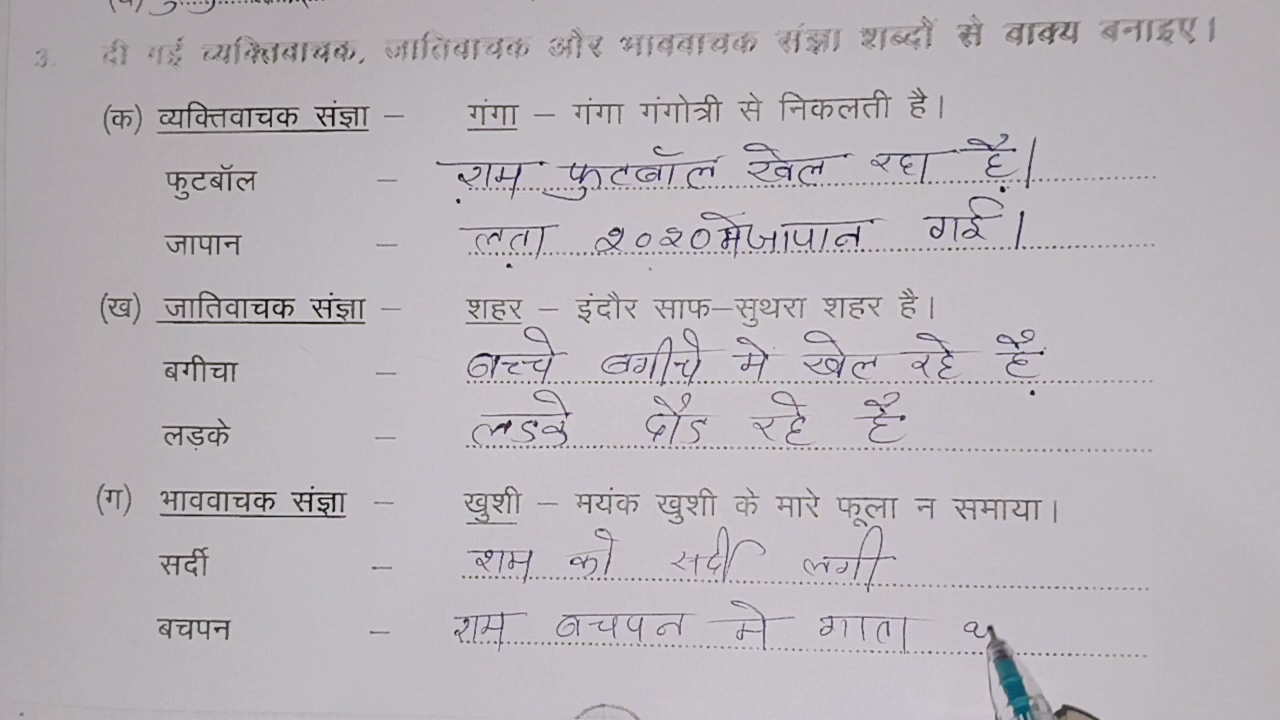 3. दी गई व्यक्तिवाचक, जातिवाचक और भाववाचक संज्ञा शब्दों से वाक्य बनाइए।
(क) व्यक्तिवाचक संज्ञा – गंगा – गंगा गंगोत्री से निकलती है।
फुटबॉल – राम फुटबॉल खेल रहा है।
जापान – लता २०२० मे जापान गई।
(ख) जातिवाचक संज्ञा – शहर – इंदौर साफ–सुथरा शहर है।
बगीचा – बच्चे बगीचे मे खेल रहे है
लड़के – लडके दौड रहे है
(ग) भाववाचक संज्ञा – खुशी – मयंक खुशी के मारे फूला न समाया।
सर्दी – राम को सर्दी लगी
बचपन – राम बचपन मे गाता